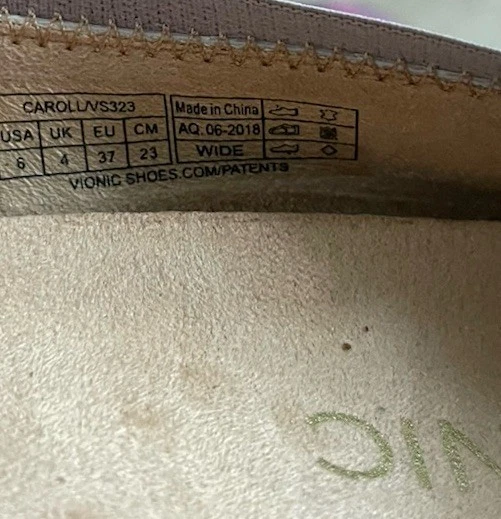 CAROLL/VS323
USA UK EU CM
6 4 37 23
Made in China
AQ. 06-2018
WIDE
VIONIC SHOES.COM/PATENTS
NIC